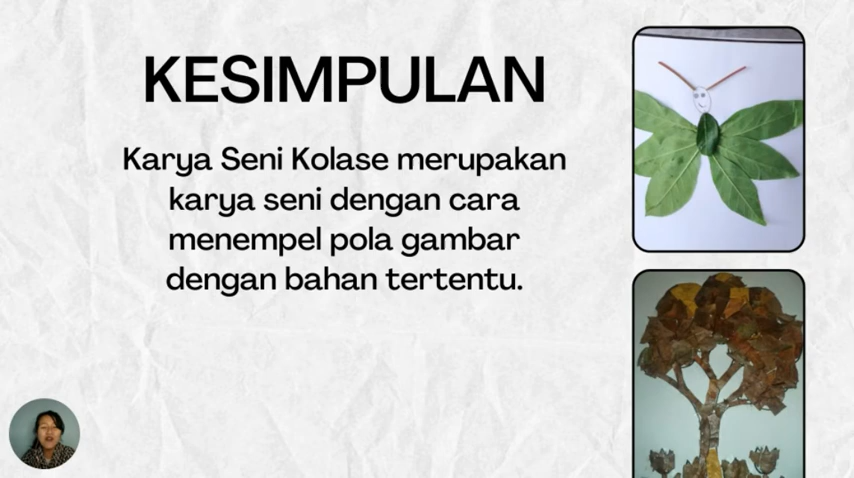 KESIMPULAN
Karya Seni Kolase merupakan
karya seni dengan cara
menempel pola gambar
dengan bahan tertentu.